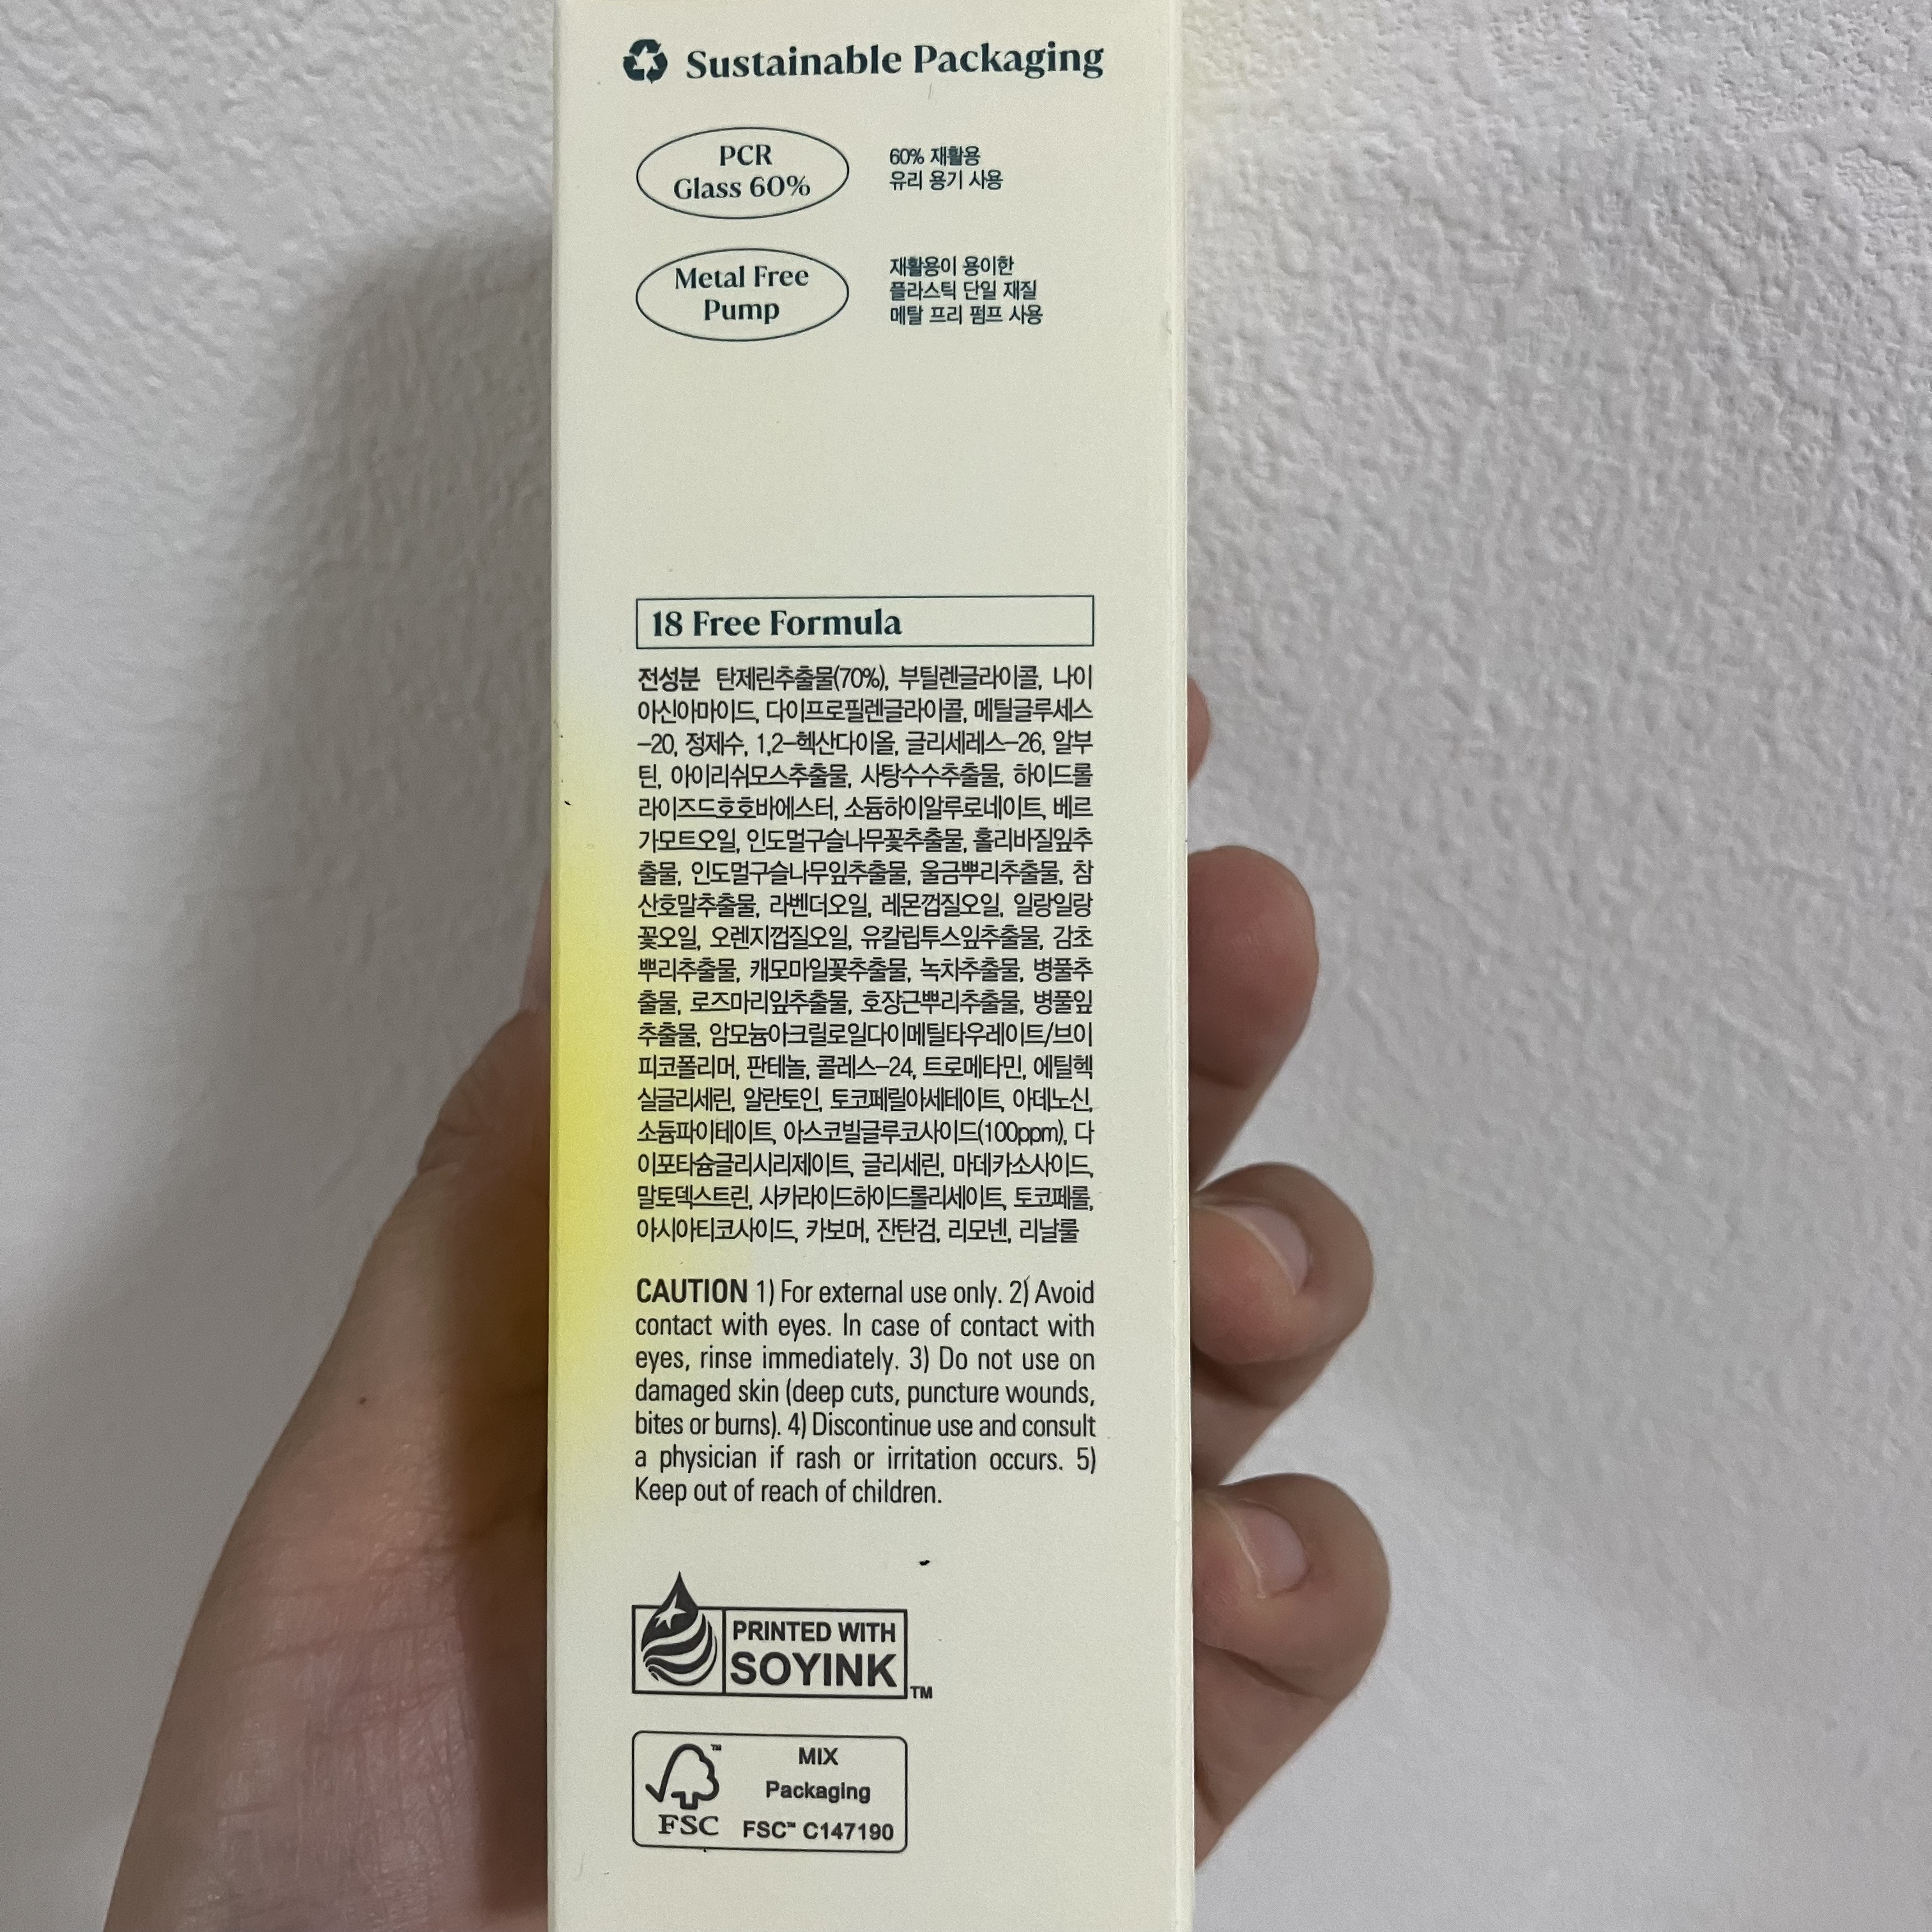 Sustainable Packaging
PCR
Glass 60%
60% 재활용
유리 용기 사용
Metal Free
Pump
재활용이 용이한
플라스틱 단일 재질
메탈 프리 펌프 사용
18 Free Formula
전성분 탄제린추출물(70%), 부틸렌글라이콜, 나이
아신아마이드, 다이프로필렌글라이콜, 메틸글루세스
-20, 정제수, 1,2-헥산다이올, 글리세레스-26, 알부
틴, 아이리쉬모스추출물, 사탕수수추출물, 하이드롤
라이즈드호호바에스터, 소듐하이알루로네이트, 베르
가모트오일, 인도멀구슬나무꽃추출물, 홀리바질잎추
출물, 인도멀구슬나무잎추출물, 울금뿌리추출물, 참
산호말추출물, 라벤더오일, 레몬껍질오일, 일랑일랑
꽃오일, 오렌지껍질오일, 유칼립투스잎추출물, 감초
뿌리추출물, 캐모마일꽃추출물, 녹차추출물, 병풀추
출물, 로즈마리잎추출물, 호장근뿌리추출물, 병풀잎
추출물, 암모늄아크릴로일다이메틸타우레이트/브이
피코폴리머, 판테놀, 콜레스-24, 트로메타민, 에틸헥
실글리세린, 알란토인, 토코페릴아세테이트, 아데노신,
소듐파이테이트, 아스코빌글루코사이드(100ppm), 다
이포타슘글리시리제이트, 글리세린, 마데카소사이드,
말토덱스트린, 사카라이드하이드롤리세이트, 토코페롤,
아시아티코사이드, 카보머, 잔탄검, 리모넨, 리날룰
CAUTION 1) For external use only. 2) Avoid
contact with eyes. In case of contact with
eyes, rinse immediately. 3) Do not use on
damaged skin (deep cuts, puncture wounds,
bites or burns). 4) Discontinue use and consult
a physician if rash or irritation occurs. 5)
Keep out of reach of children.
PRINTED WITH
SOYINK TM
FSC ™
MIX
Packaging
FSC™ C147190